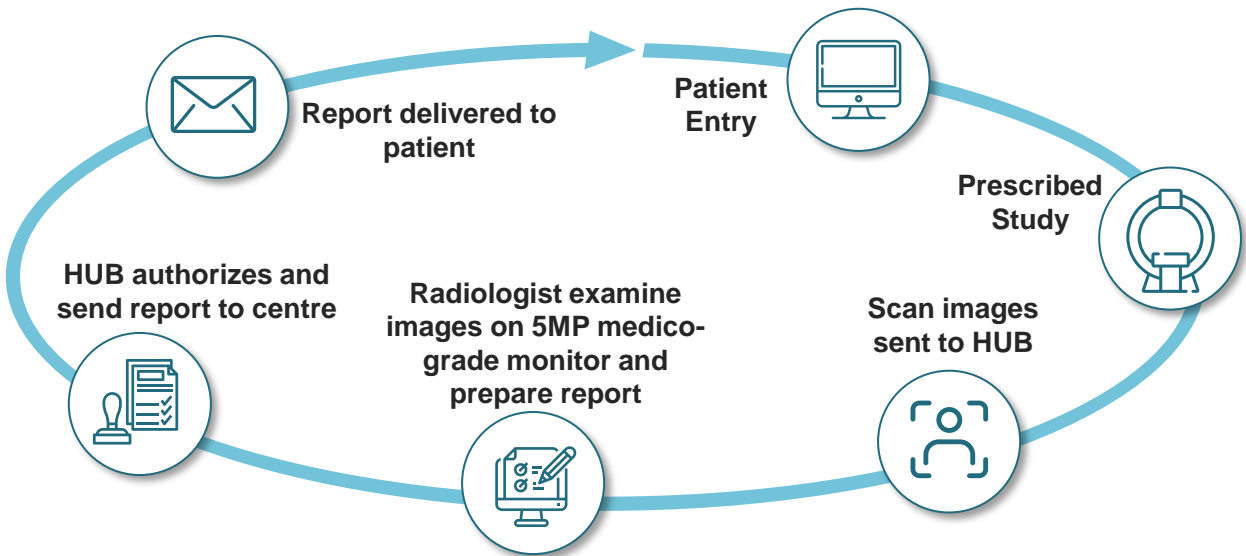 Patient
Entry
Prescribed
Study
Scan images
sent to HUB
Radiologist examine
images on 5MP medico-
grade monitor and
prepare report
HUB authorizes and
send report to centre
Report delivered to
patient